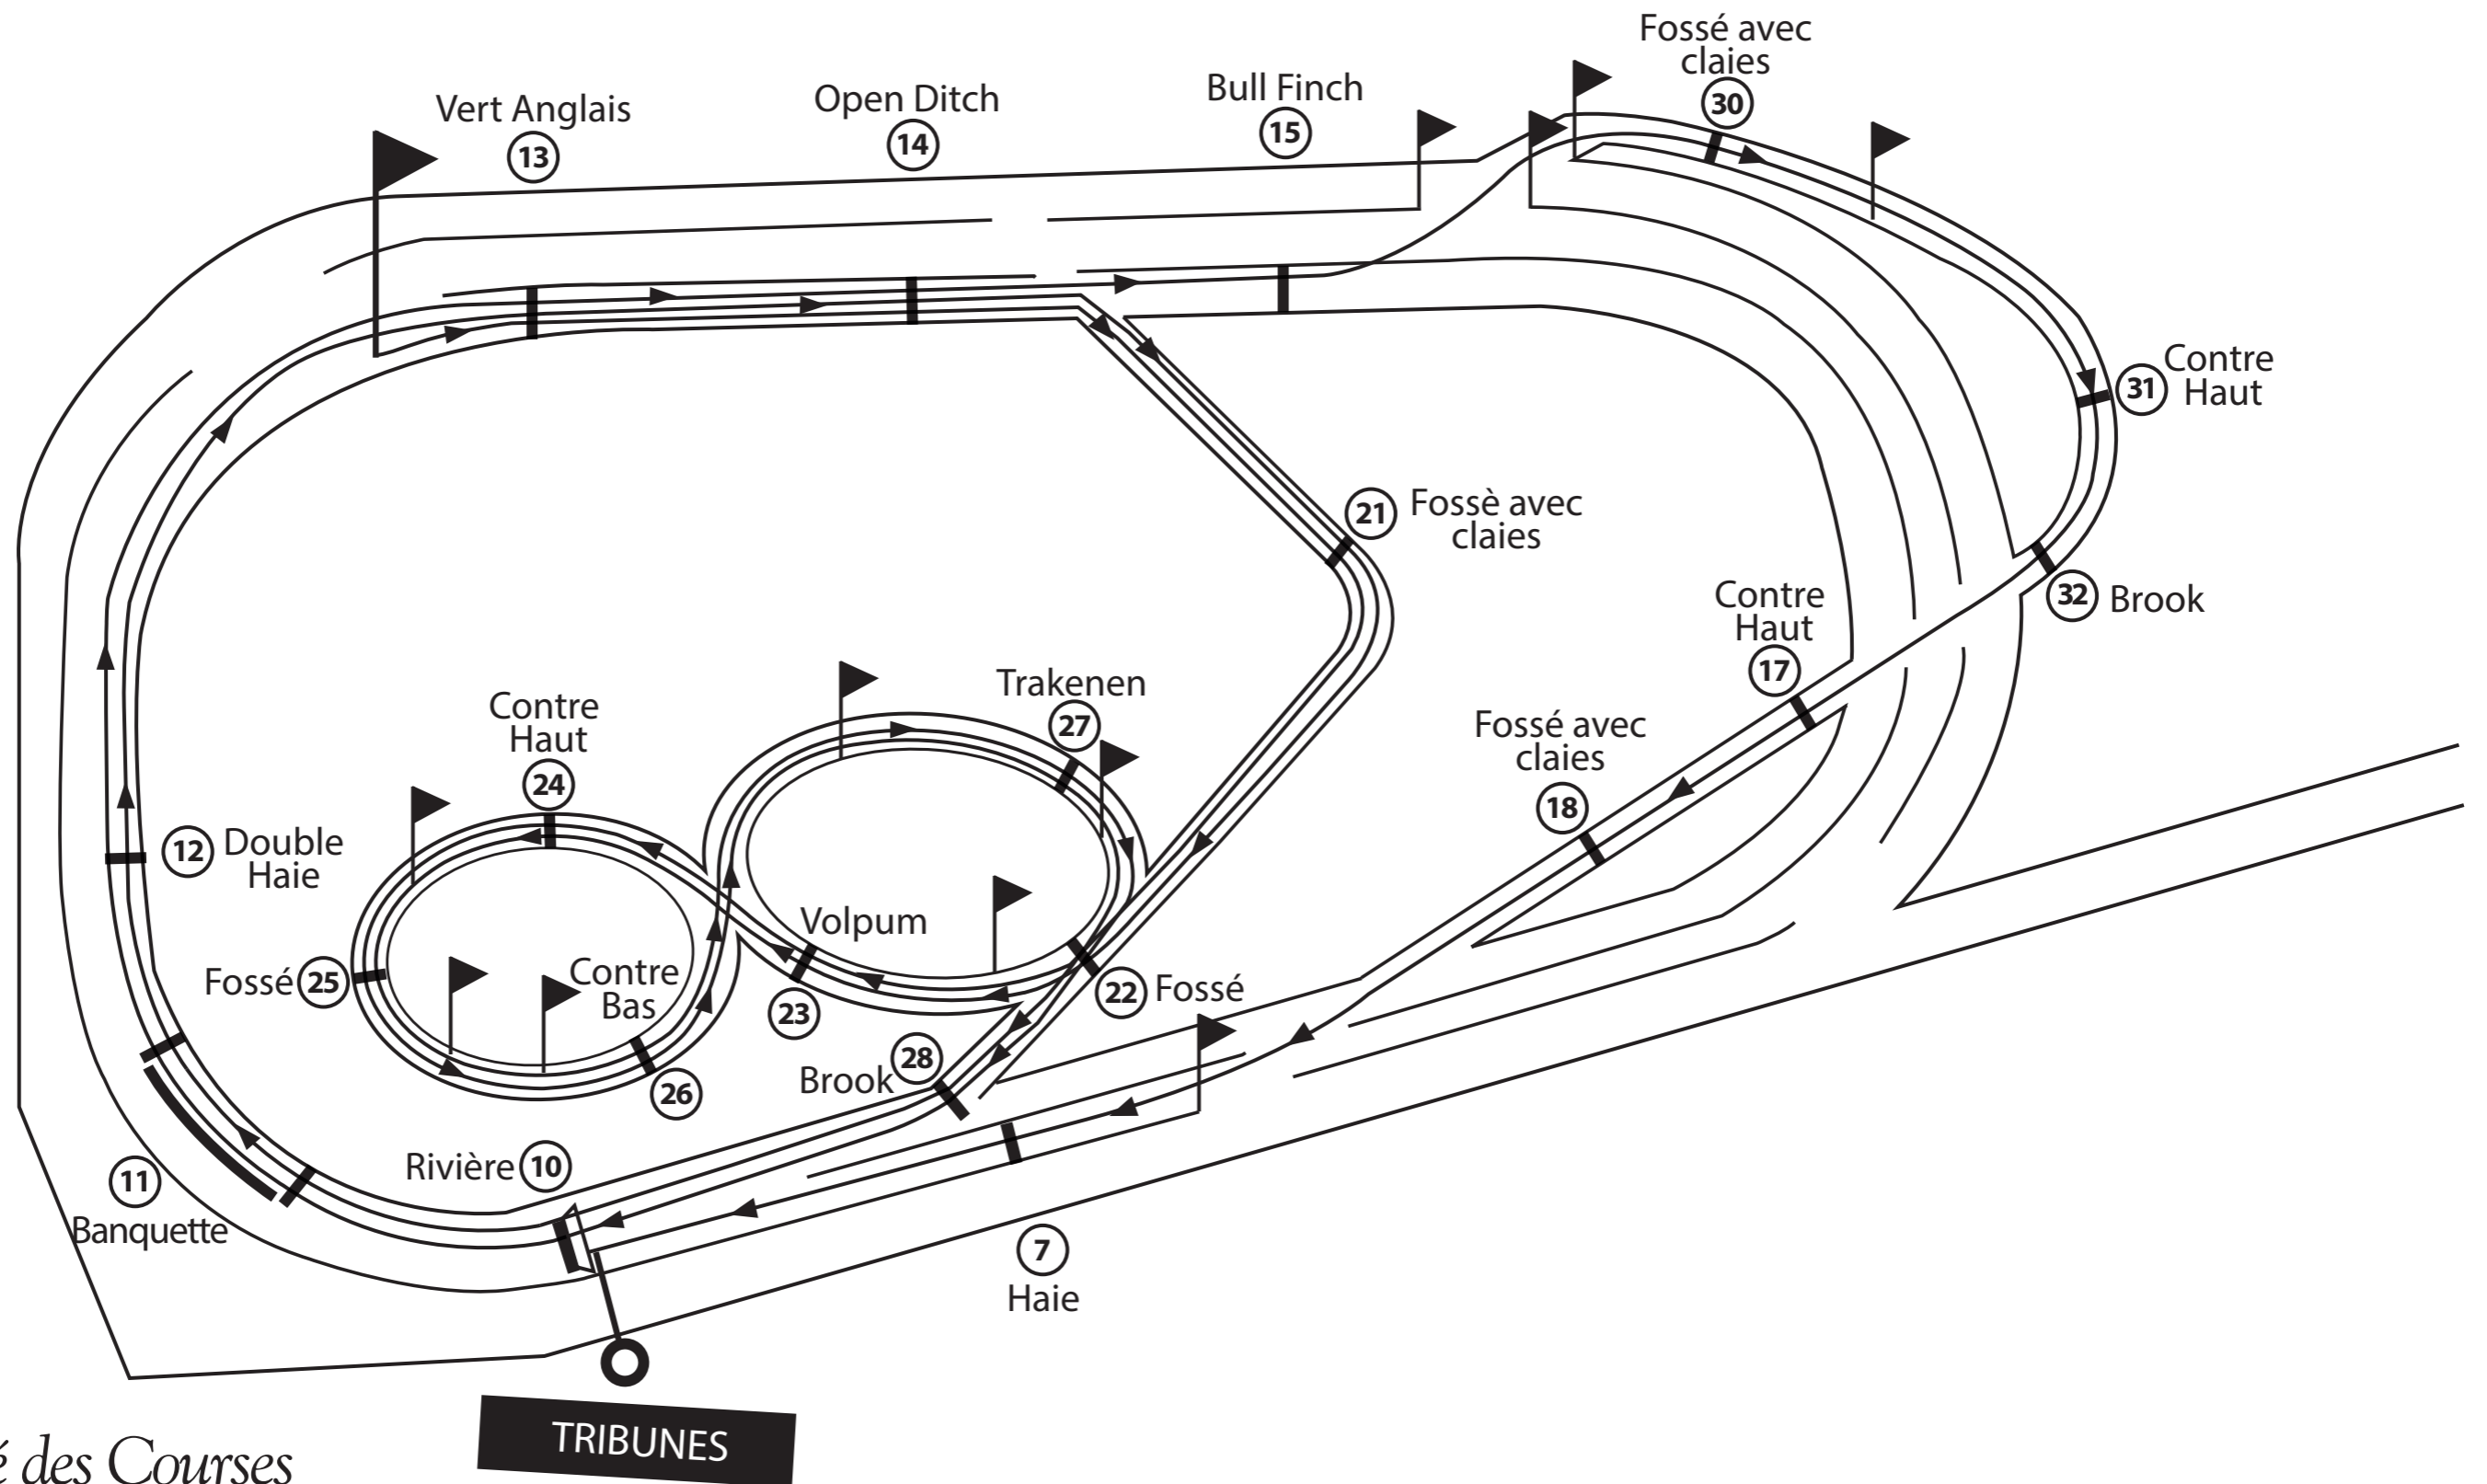 Fossé avec
claies
30
Vert Anglais
13
Open Ditch
14
Bull Finch
15
31
Contre
Haut
21
Fossè avec
claies
32
Brook
Contre
Haut
17
Fossé avec
claies
18
Trakenen
27
Contre
Haut
24
12
Double
Haie
Volpum
23
Fossé
25
Contre
Bas
26
22
Fossé
28
Brook
Rivière
10
11
Banquette
7
Haie
TRIBUNES
é des Courses